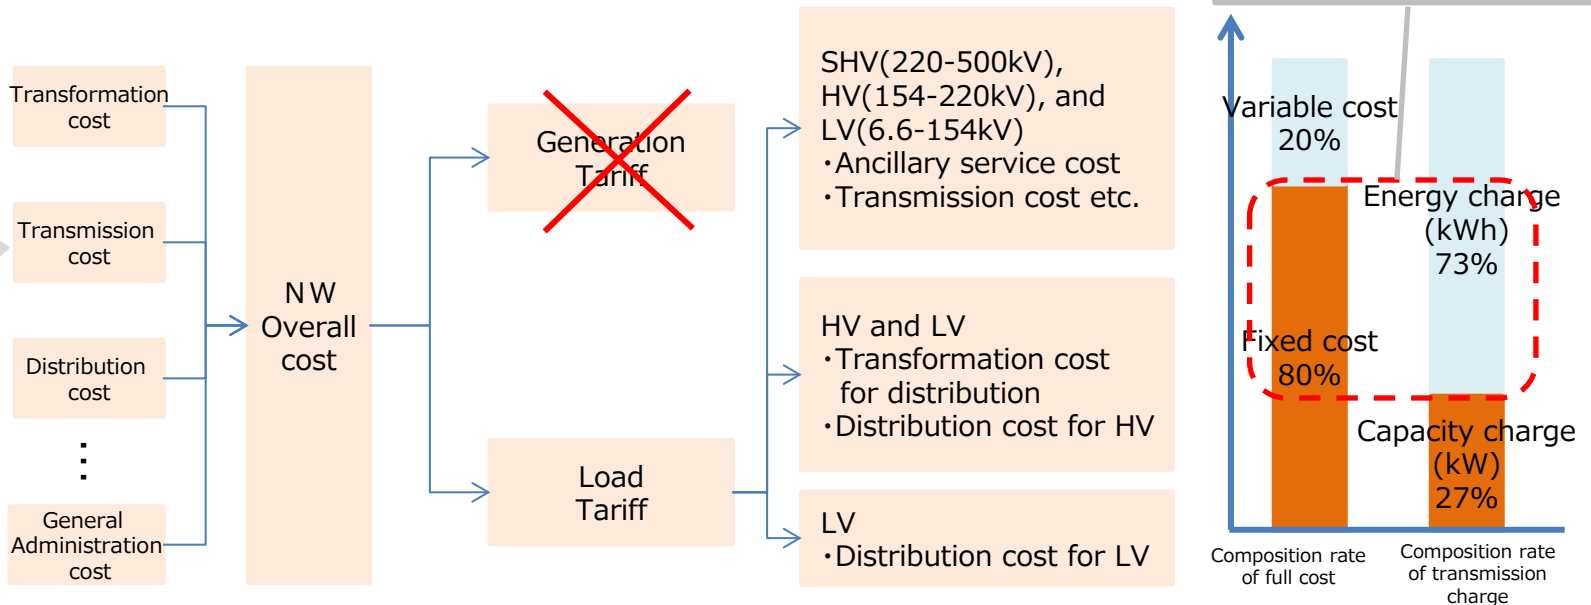 Transformation
cost
Transmission
cost
Distribution
cost
⋮
General
Administration
cost
NW
Overall
cost
Generation
Tariff
Load
Tariff
SHV(220-500kV),
HV(154-220kV), and
LV(6.6-154kV)
・Ancillary service cost
・Transmission cost etc.
HV and LV
・Transformation cost
for distribution
・Distribution cost for HV
LV
・Distribution cost for LV
Variable cost
20%
Fixed cost
80%
Energy charge
(kWh)
73%
Capacity charge
(kW)
27%
Composition rate
of full cost
Composition rate
of transmission
charge